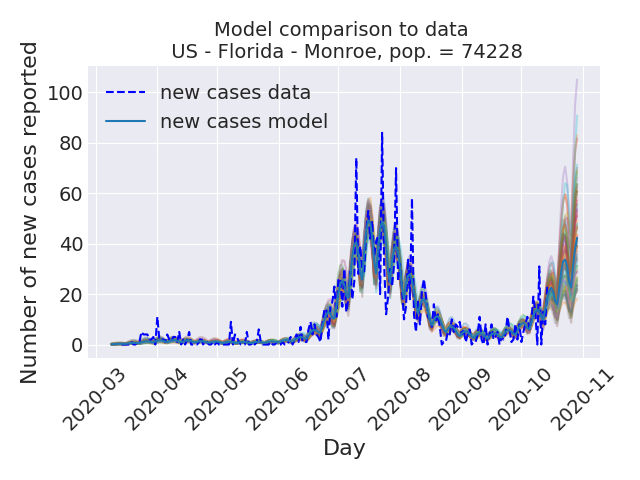 Model comparison to data
US - Florida - Monroe, pop. = 74228
Number of new cases reported
100
80
60
40
20
0
new cases data
new cases model
2020-03
2020-04
2020-05
2020-06
2020-07
2020-08
2020-09
2020-10
2020-11
Day